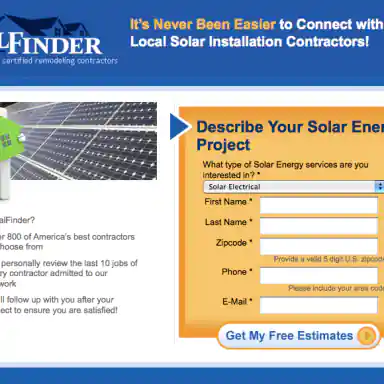 LFINDER
certified remodeling contractors
It's Never Been Easier to Connect with
Local Solar Installation Contractors!
Describe Your Solar Ener
Project
What type of Solar Energy services are you
interested in? *
Solar Electrical
First Name *
Last Name *
Zipcode *
Provide a valid 5 digit U.S. zipcode
Phone *
Please include your area code
E-Mail *
Get My Free Estimates
alFinder?
r 800 of America's best contractors
hoose from
personally review the last 10 jobs of
ry contractor admitted to our
work
ll follow up with you after your
ect to ensure you are satisfied!